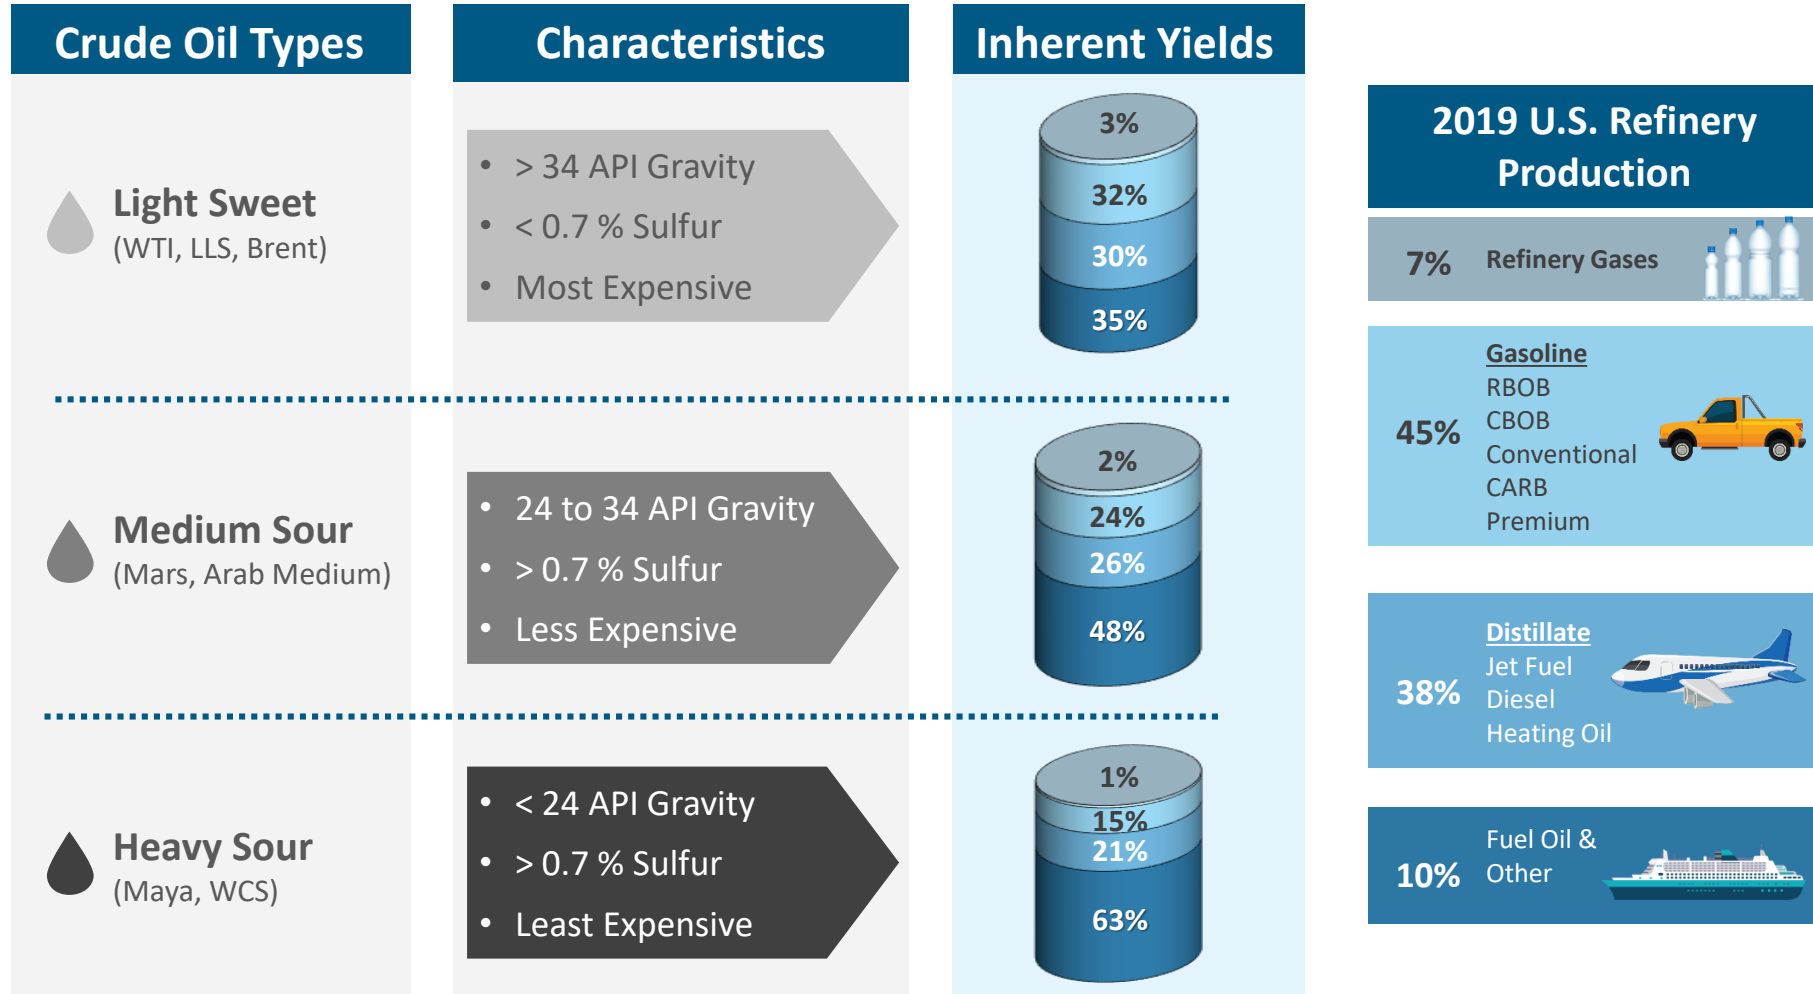 Crude Oil Types
Characteristics
Inherent Yields
2019 U.S. Refinery
Production
Light Sweet
(WTI, LLS, Brent)
• > 34 API Gravity
• < 0.7 % Sulfur
• Most Expensive
3%
32%
30%
35%
Medium Sour
(Mars, Arab Medium)
• 24 to 34 API Gravity
• > 0.7 % Sulfur
• Less Expensive
2%
24%
26%
48%
Heavy Sour
(Maya, WCS)
• < 24 API Gravity
• > 0.7 % Sulfur
• Least Expensive
1%
15%
21%
63%
7% Refinery Gases
45%
Gasoline
RBOB
CBOB
Conventional
CARB
Premium
38%
Distillate
Jet Fuel
Diesel
Heating Oil
10%
Fuel Oil &
Other